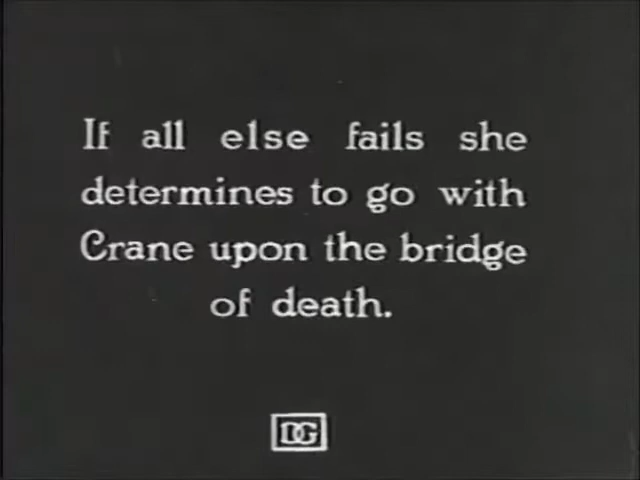 If all else fails she
determines to go with
Crane upon the bridge
of death.
DG